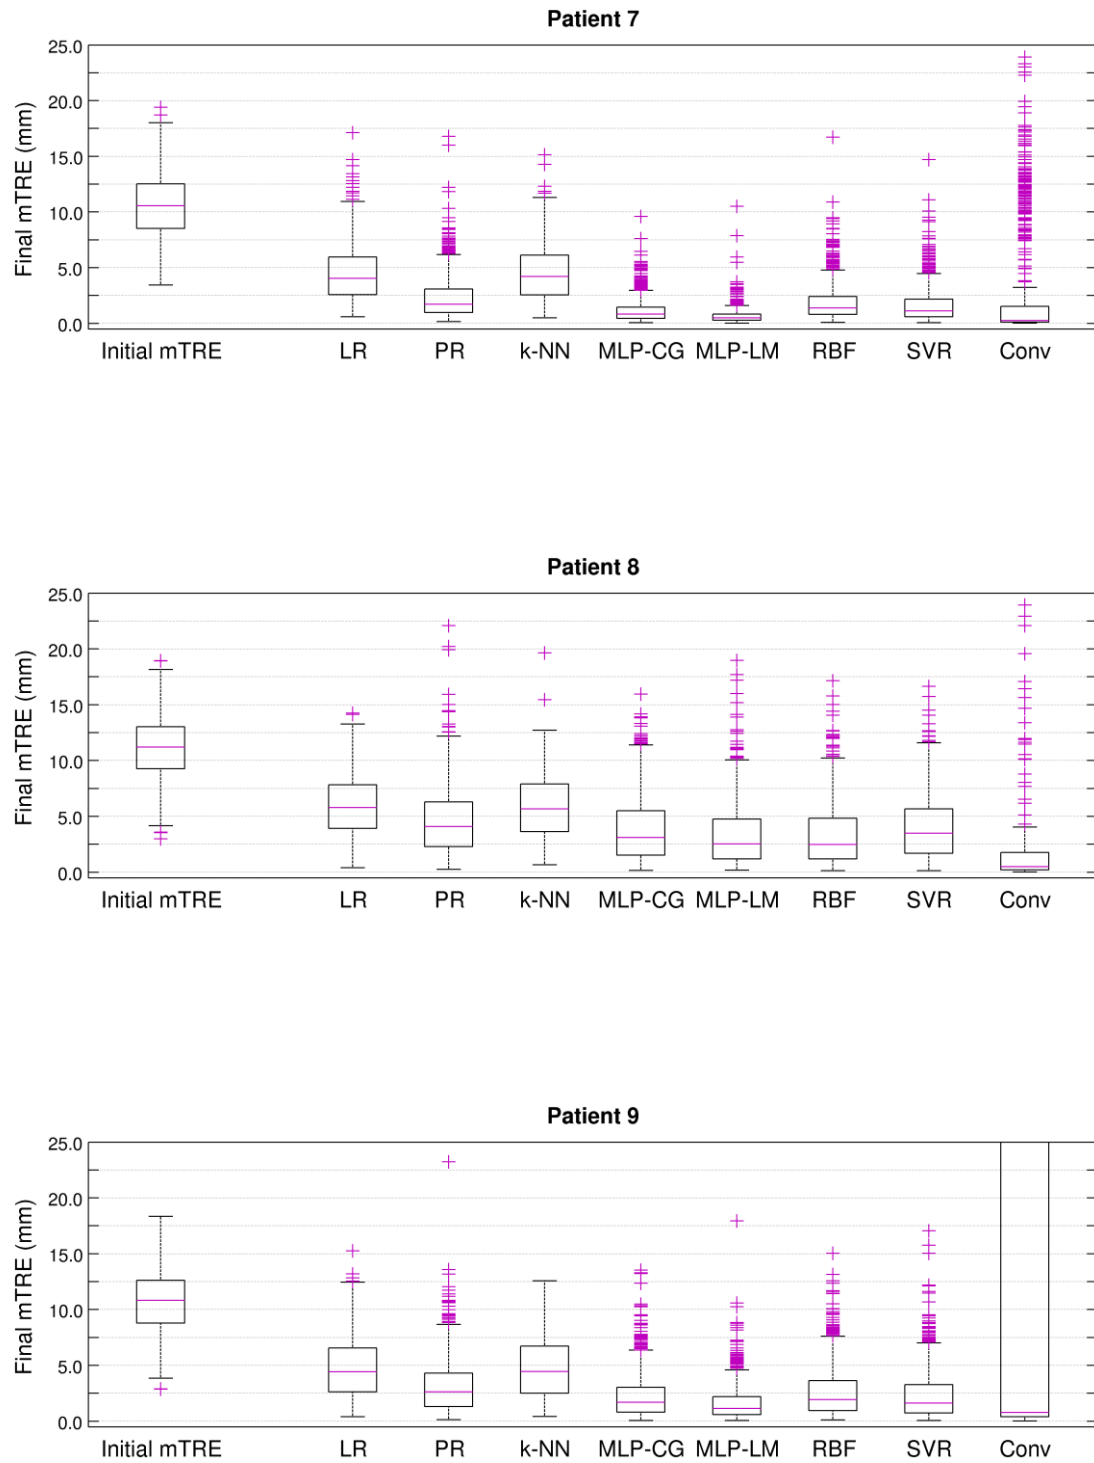 Patient 7
25.0
20.0
15.0
10.0
5.0
0.0
Final mTRE (mm)
Initial mTRE LR PR k-NN MLP-CG MLP-LM RBF SVR Conv
Patient 8
25.0
20.0
15.0
10.0
5.0
0.0
Final mTRE (mm)
Initial mTRE LR PR k-NN MLP-CG MLP-LM RBF SVR Conv
Patient 9
25.0
20.0
15.0
10.0
5.0
0.0
Final mTRE (mm)
Initial mTRE LR PR k-NN MLP-CG MLP-LM RBF SVR Conv